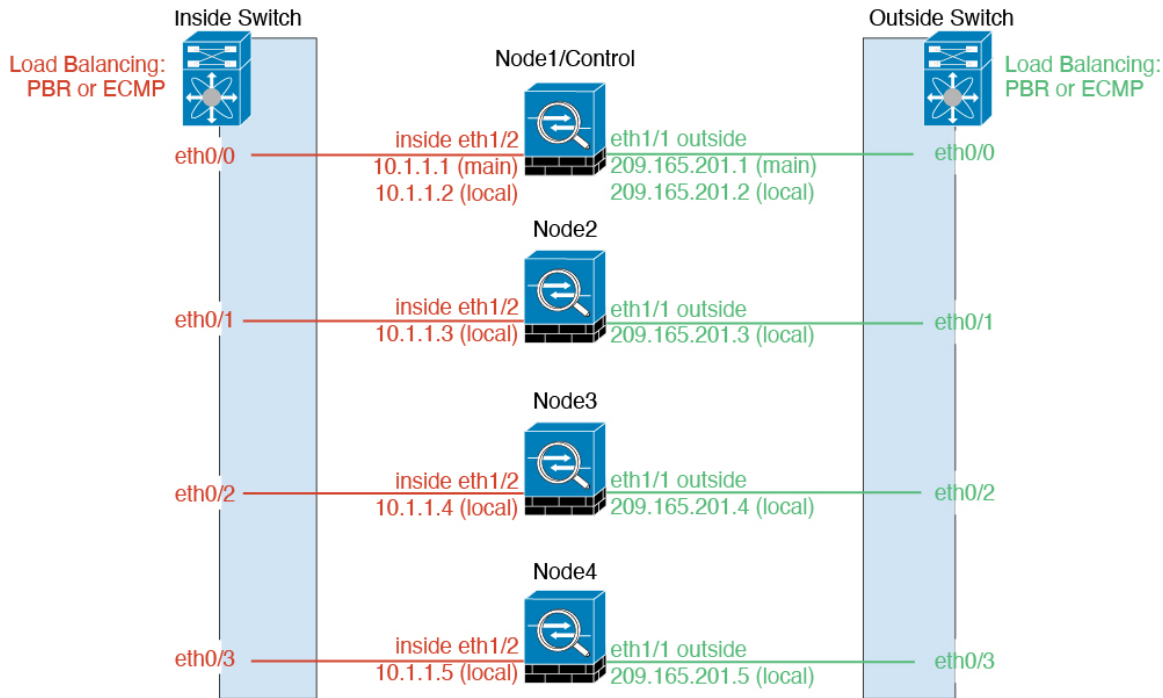 Inside Switch
Outside Switch
Load Balancing:
PBR or ECMP
Node1/Control
Load Balancing:
PBR or ECMP
eth0/0
inside eth1/2
10.1.1.1 (main)
10.1.1.2 (local)
eth1/1 outside
209.165.201.1 (main)
209.165.201.2 (local)
eth0/0
Node2
eth0/1
inside eth1/2
10.1.1.3 (local)
eth1/1 outside
209.165.201.3 (local)
eth0/1
Node3
eth0/2
inside eth1/2
10.1.1.4 (local)
eth1/1 outside
209.165.201.4 (local)
eth0/2
Node4
eth0/3
inside eth1/2
10.1.1.5 (local)
eth1/1 outside
209.165.201.5 (local)
eth0/3